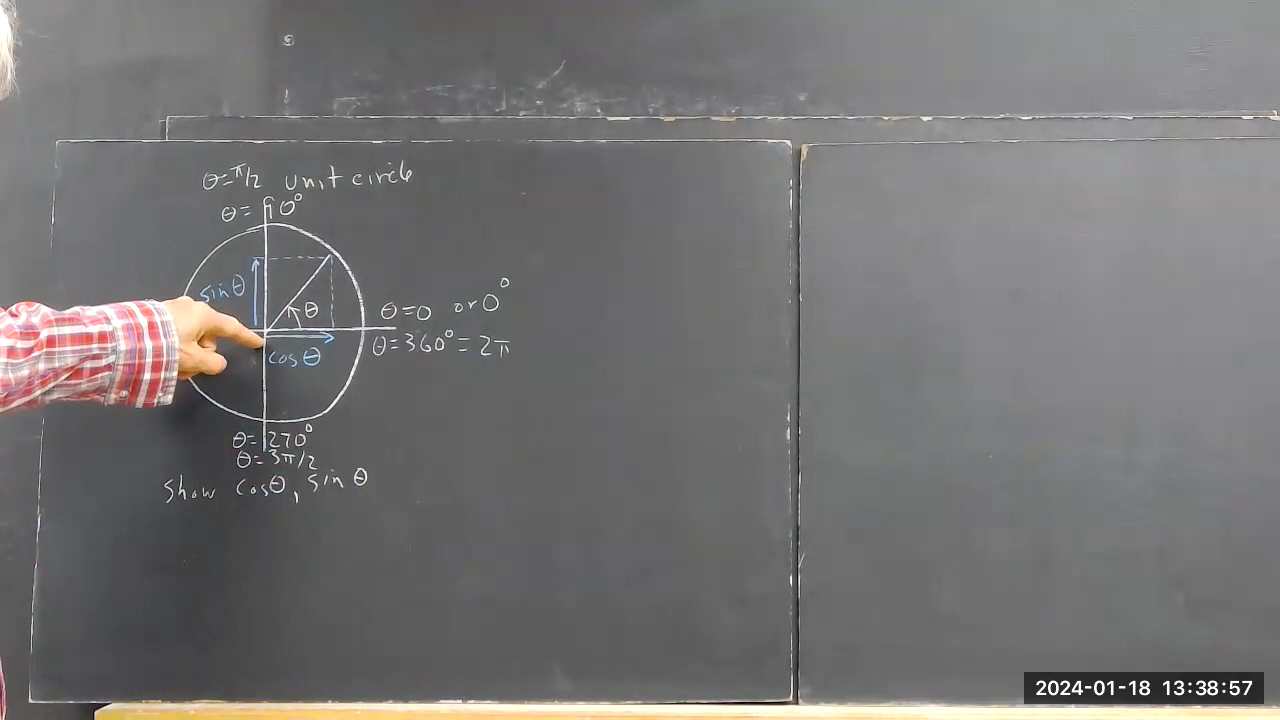 θ=π/2 unit circle
θ= 90°
sin θ
θ
θ=0 or 0°
cos θ
θ=360° = 2π
θ= 270°
θ= 3π/2
show cosθ, sin θ
2024-01-18 13:38:57